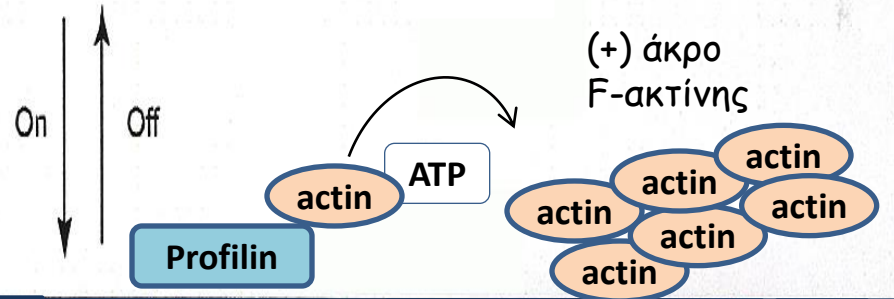 On
Off
Profilin
actin
ATP
(+) άκρο
F-ακτίνης
actin
actin
actin
actin
actin
actin